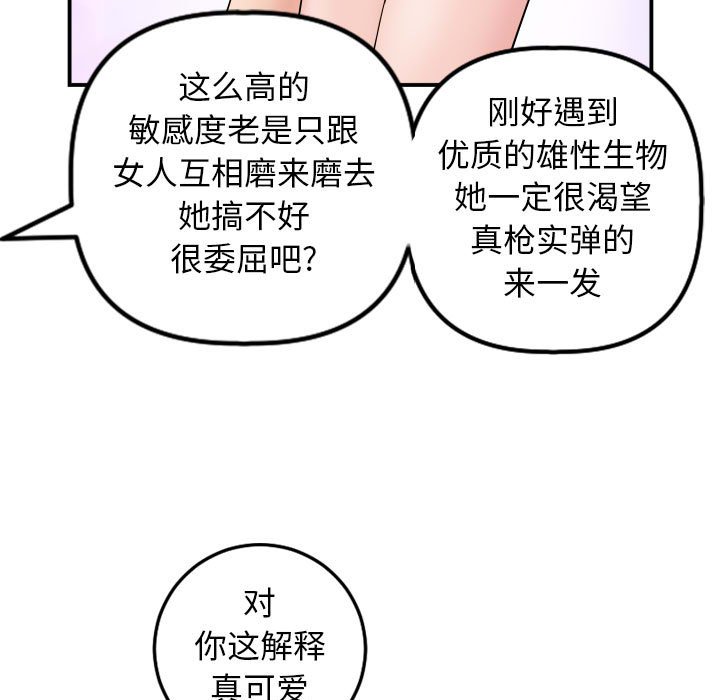 这么高的
敏感度老是只跟
女人互相磨来磨去
她搞不好
很委屈吧?
刚好遇到
优质的雄性生物
她一定很渴望
真枪实弹的
来一发
对
你这解释
真可爱